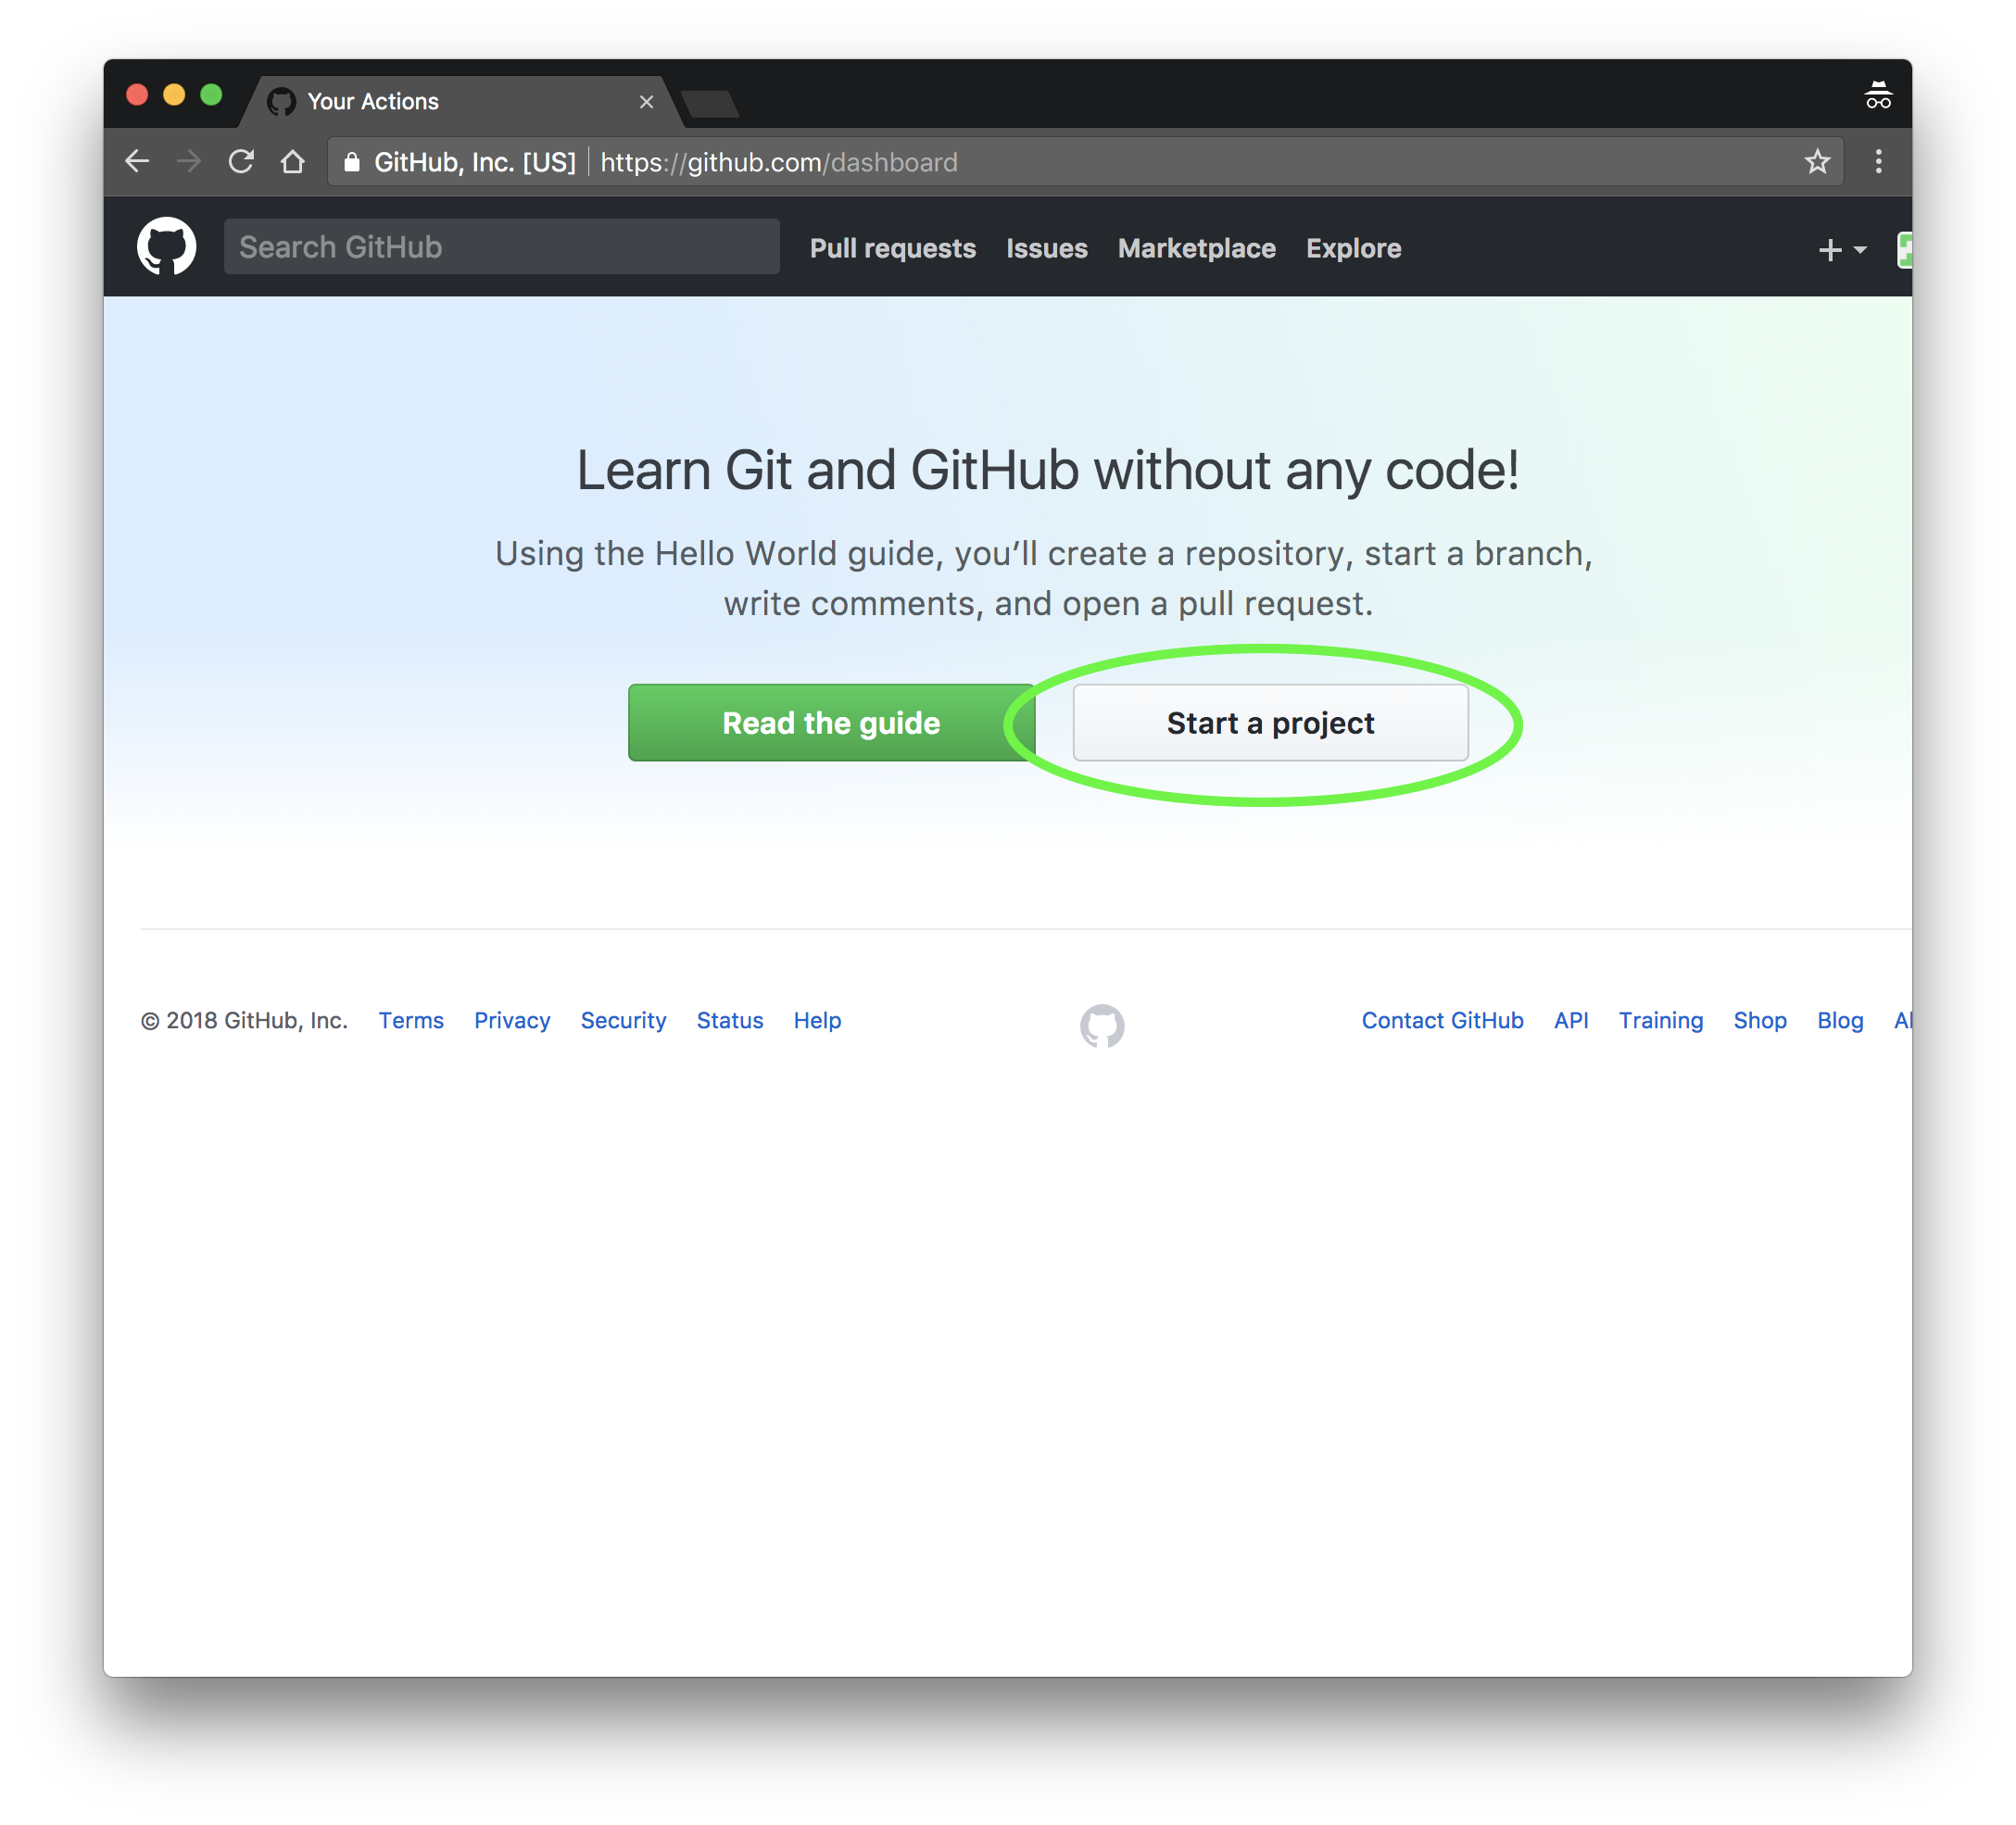 Your Actions
GitHub, Inc. [US] https://github.com/dashboard
Search GitHub Pull requests Issues Marketplace Explore
Learn Git and GitHub without any code!
Using the Hello World guide, you’ll create a repository, start a branch,
write comments, and open a pull request.
Read the guide Start a project
© 2018 GitHub, Inc. Terms Privacy Security Status Help Contact GitHub API Training Shop Blog